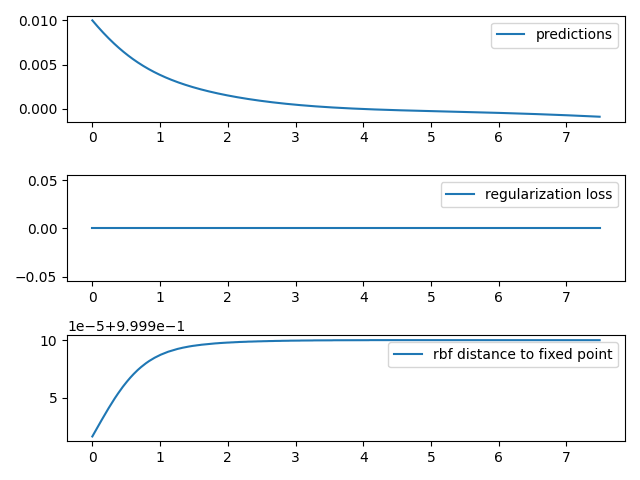 0.010
0.005
0.000
predictions
0 1 2 3 4 5 6 7
0.05
0.00
−0.05
regularization loss
0 1 2 3 4 5 6 7
1e−5+9.999e−1
10
5
rbf distance to fixed point
0 1 2 3 4 5 6 7